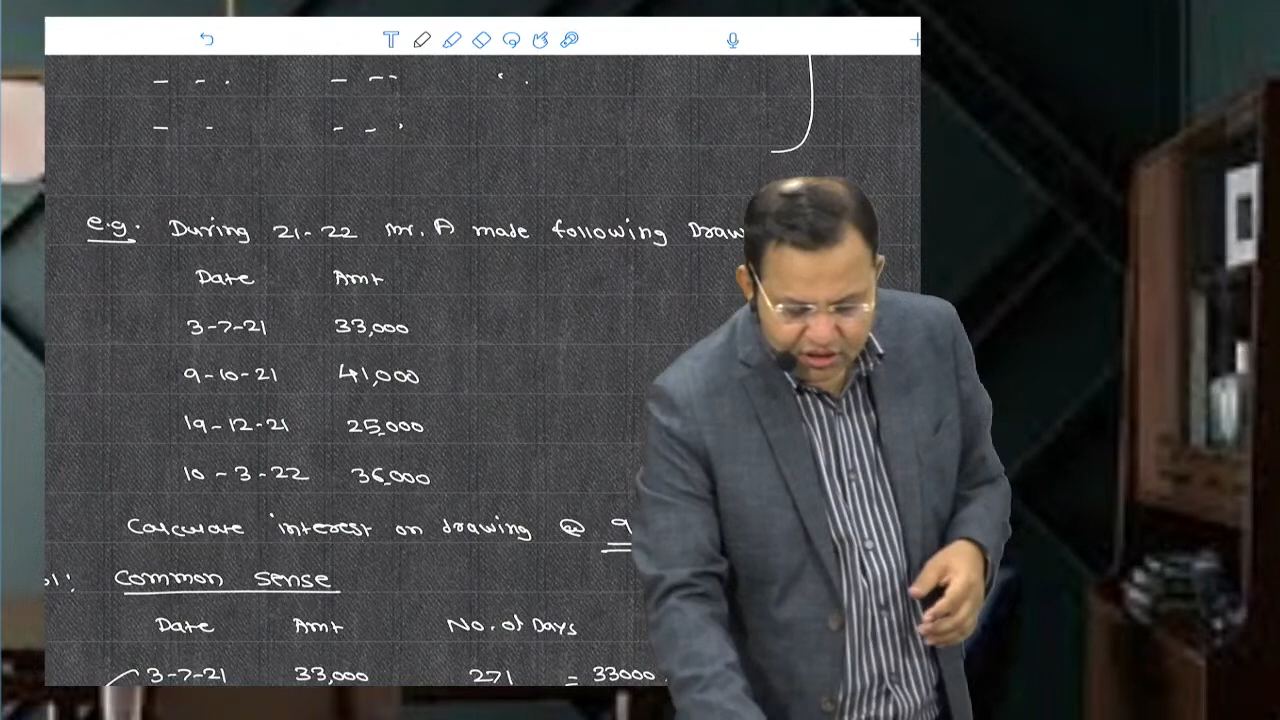 e.g. During 21-22 Mr. A made following Draw
Date Amt
3-7-21 33,000
9-10-21 41,000
19-12-21 25,000
10-3-22 36,000
Calculate interest on drawing @ 9
Common Sense
Date Amt No. of Days
3-7-21 33,000 271 = 33000